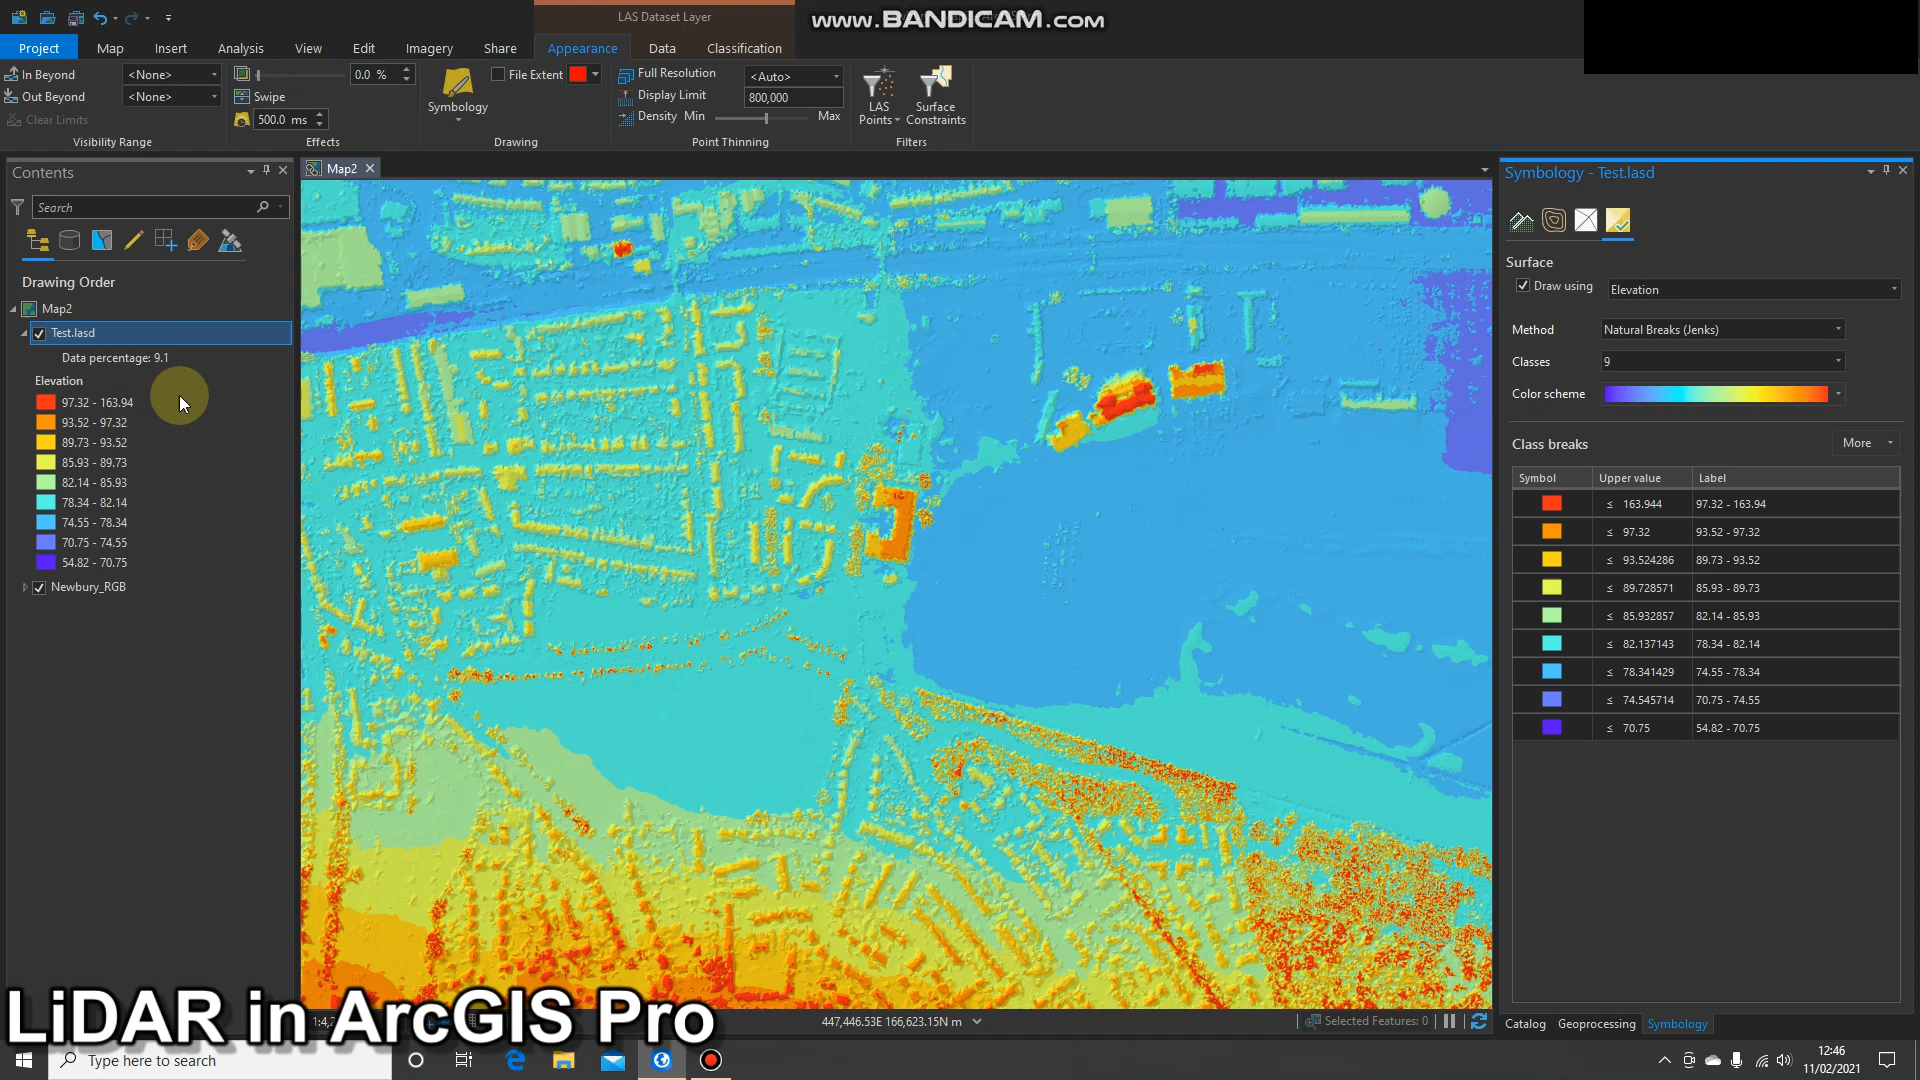 LAS Dataset Layer
www.BANDICAM.com
Project Map Insert Analysis View Edit Imagery Share Appearance Data Classification
In Beyond <None>
Out Beyond <None>
Clear Limits
Visibility Range
0.0 %
Swipe
500.0 ms
Effects
Symbology
File Extent
Drawing
Full Resolution <Auto>
Display Limit 800,000
Density Min Max
Point Thinning
LAS Points
Surface Constraints
Filters
Contents
Search
Drawing Order
Map2
Test.lasd
Data percentage: 9.1
Elevation
97.32 - 163.94
93.52 - 97.32
89.73 - 93.52
85.93 - 89.73
82.14 - 85.93
78.34 - 82.14
74.55 - 78.34
70.75 - 74.55
54.82 - 70.75
Newbury_RGB
Map2
447,446.53E 166,623.15N m
Selected Features: 0
Symbology - Test.lasd
Surface
Draw using Elevation
Method Natural Breaks (Jenks)
Classes 9
Color scheme
Class breaks More
Symbol Upper value Label
≤ 163.944 97.32 - 163.94
≤ 97.32 93.52 - 97.32
≤ 93.524286 89.73 - 93.52
≤ 89.728571 85.93 - 89.73
≤ 85.932857 82.14 - 85.93
≤ 82.137143 78.34 - 82.14
≤ 78.341429 74.55 - 78.34
≤ 74.545714 70.75 - 74.55
≤ 70.75 54.82 - 70.75
Catalog Geoprocessing Symbology
LiDAR in ArcGIS Pro
Type here to search
12:46
11/02/2021